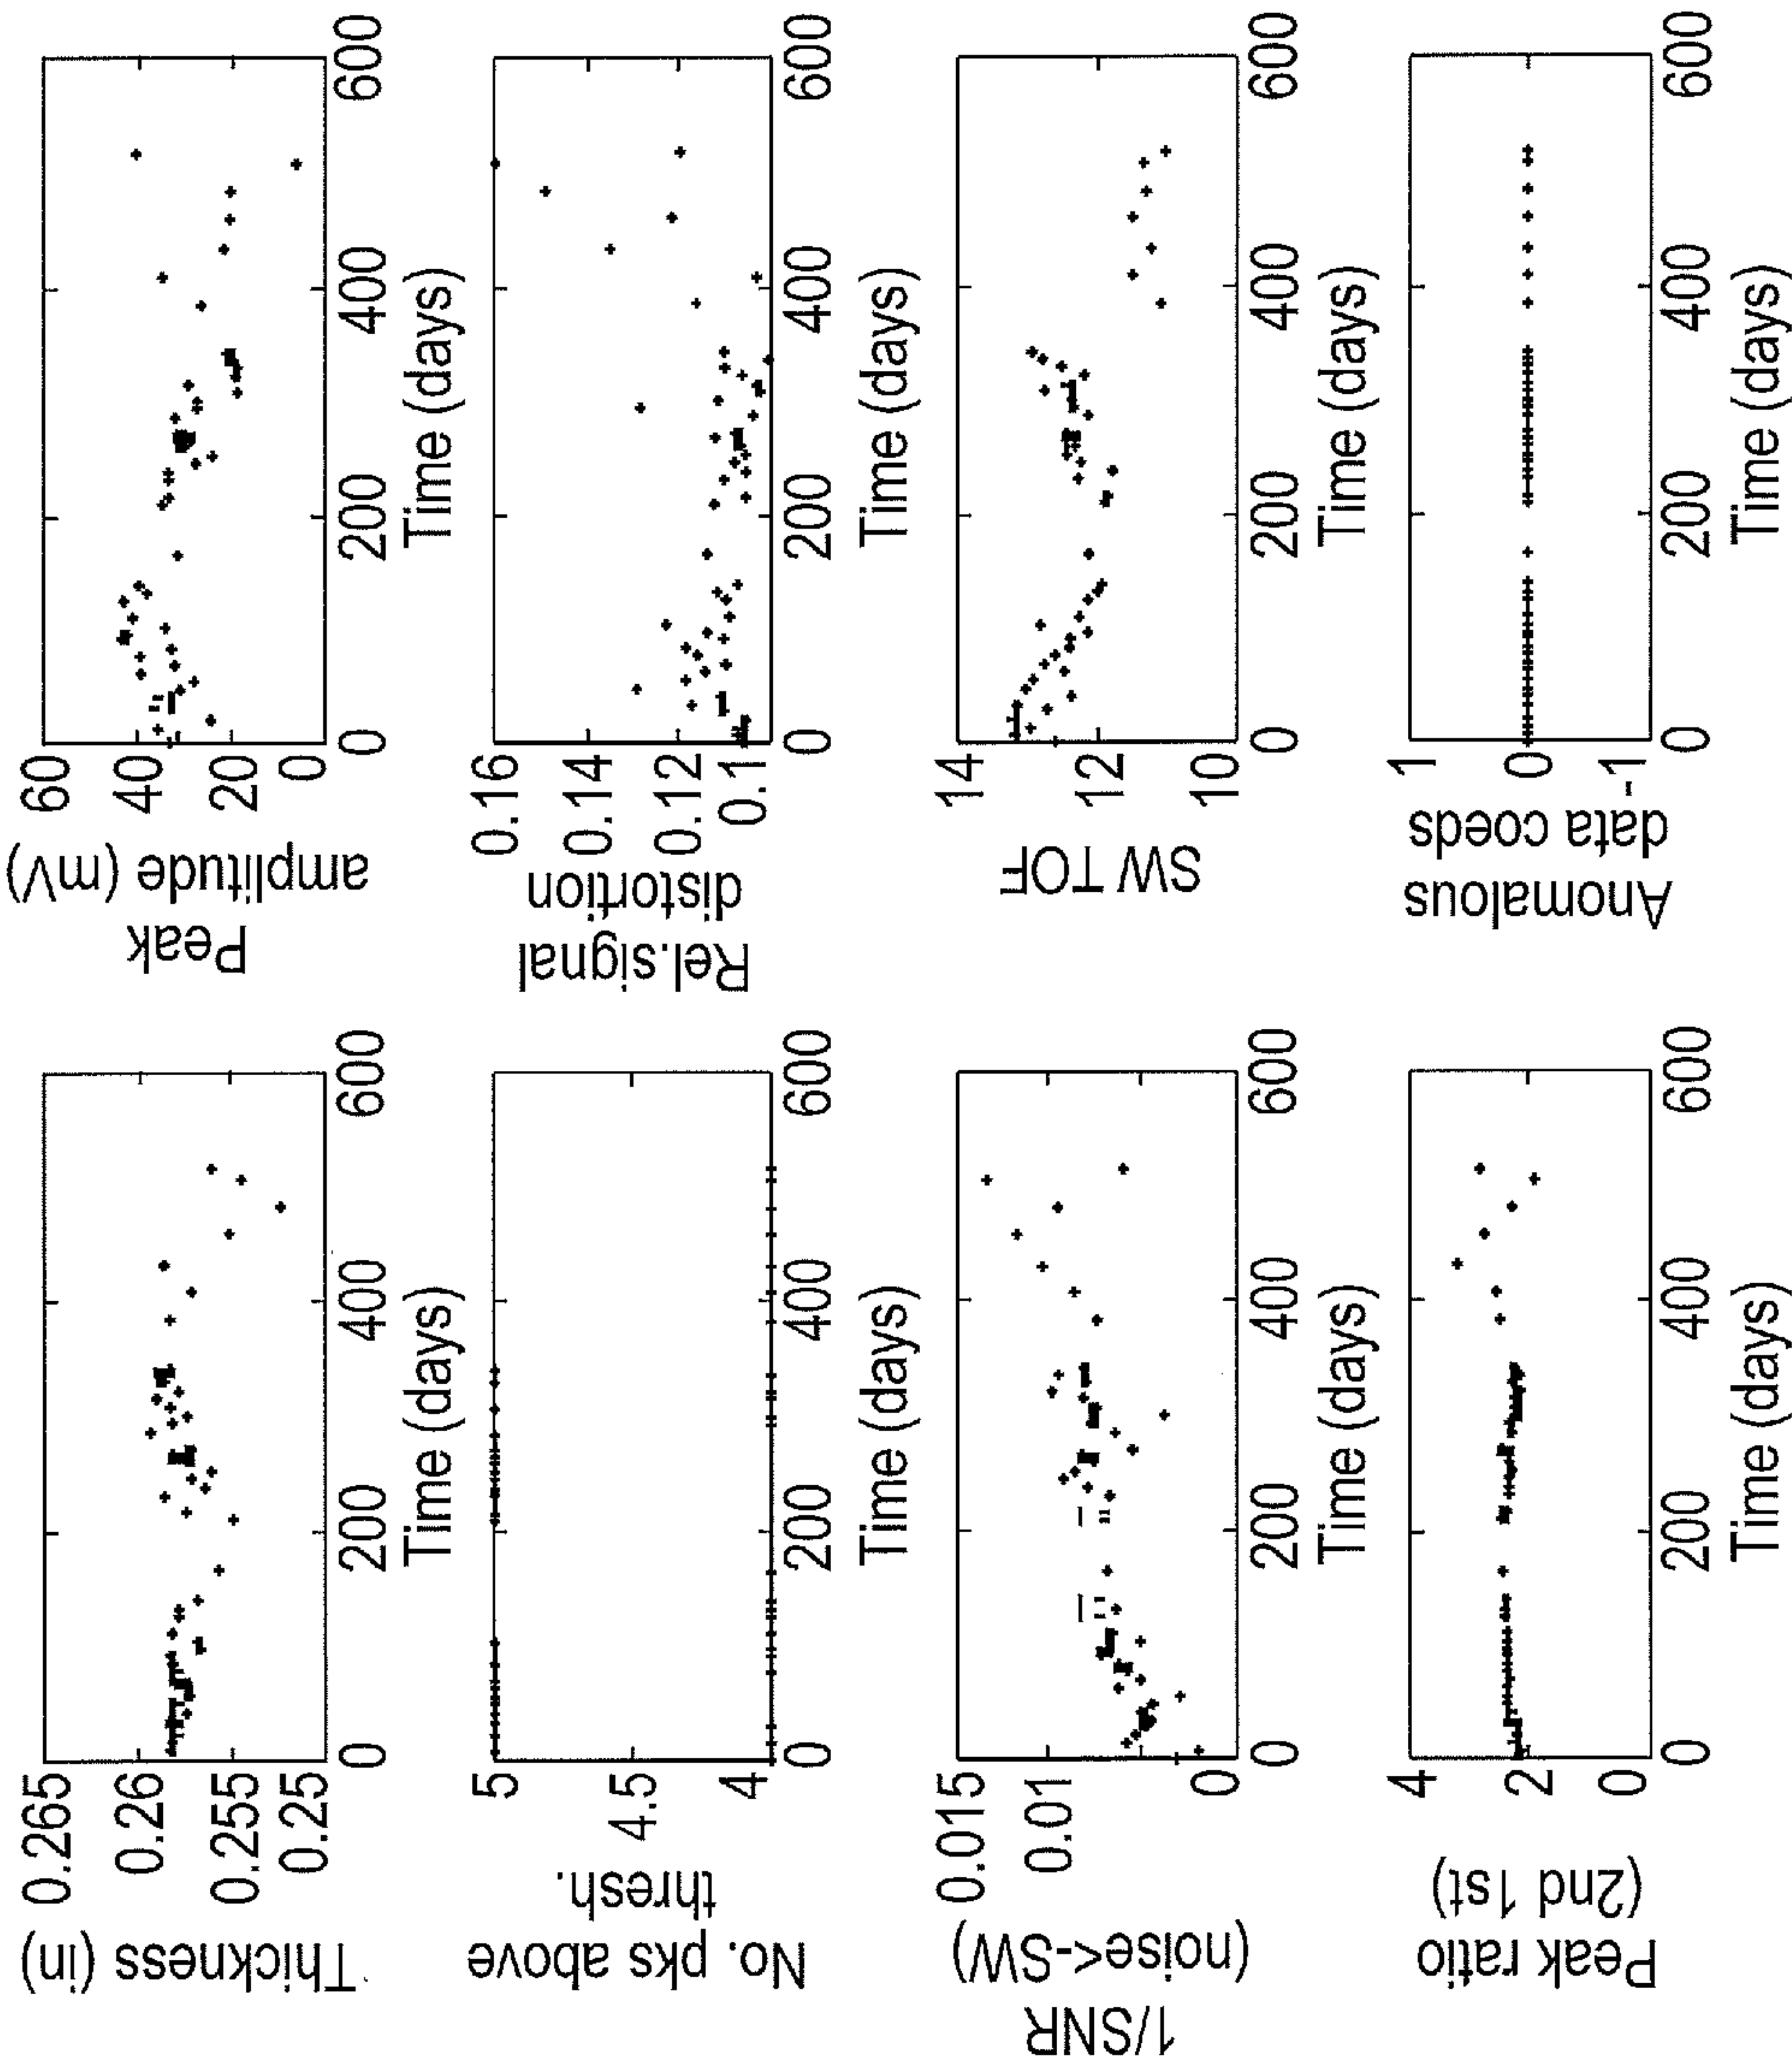 Thickness (in)
0.265
0.26
0.255
0.25
0 200 400 600
Time (days)
Peak
amplitude (mV)
60
40
20
0
0 200 400 600
Time (days)
No. pks above
thresh.
5
4.5
4
0 200 400 600
Time (days)
Rel.signal
distortion
0.16
0.14
0.12
0.1
0 200 400 600
Time (days)
1/SNR
(noise<-SW)
0.015
0.01
0
0 200 400 600
Time (days)
SW TOF
14
12
10
0 200 400 600
Time (days)
Peak ratio
(2nd 1st)
4
2
0
0 200 400 600
Time (days)
Anomalous
data coeds
1
0
-1
0 200 400 600
Time (days)